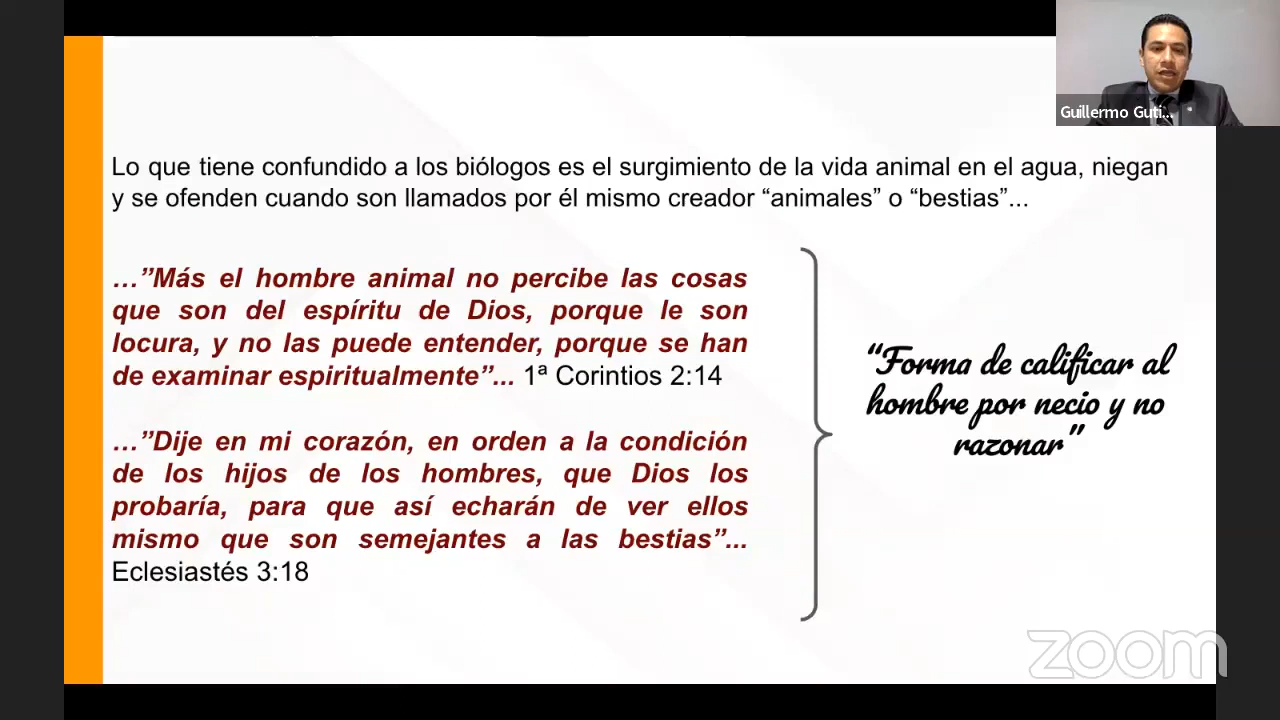 Guillermo Guti...
Lo que tiene confundido a los biólogos es el surgimiento de la vida animal en el agua, niegan
y se ofenden cuando son llamados por él mismo creador “animales” o “bestias”...
...”Más el hombre animal no percibe las cosas
que son del espíritu de Dios, porque le son
locura, y no las puede entender, porque se han
de examinar espiritualmente”... 1ª Corintios 2:14
...”Dije en mi corazón, en orden a la condición
de los hijos de los hombres, que Dios los
probaría, para que así echarán de ver ellos
mismo que son semejantes a las bestias”...
Eclesiastés 3:18
“Forma de calificar al
hombre por necio y no
razonar”
zoom